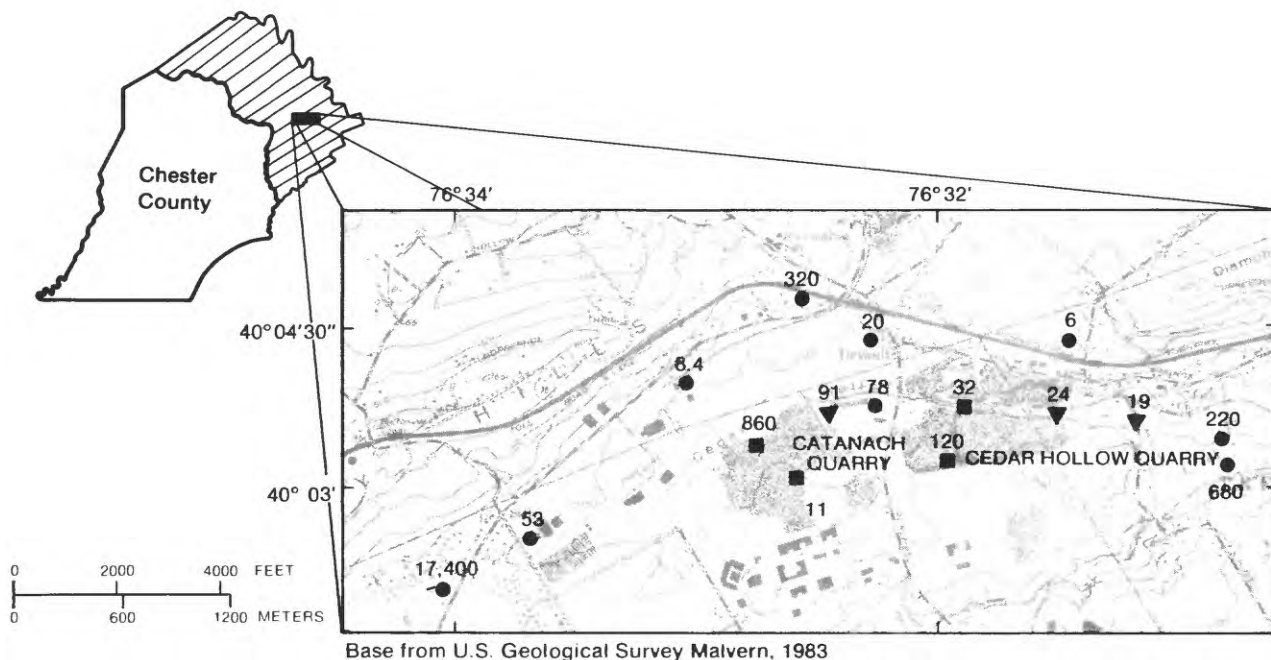 Chester
County
76°34'
76°32'
320
40°04'30"
20
6
8.4
HILLS
91
78
32
24
19
860
220
CATANACH
QUARRY
120
CEDAR HOLLOW QUARRY
40° 03'
680
11
53
17,400
0 2000 4000 FEET
0 600 1200 METERS
Base from U.S. Geological Survey Malvern, 1983